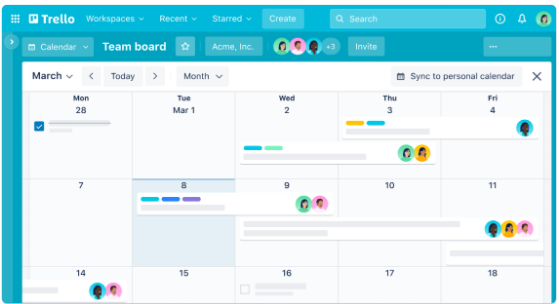 Trello Workspaces Recent Starred Create Search
Calendar Team board Acme, Inc. +3 Invite ...
March Today Month Sync to personal calendar
Mon Tue Wed Thu Fri
28 Mar 1 2 3 4
7 8 9 10 11
14 15 16 17 18